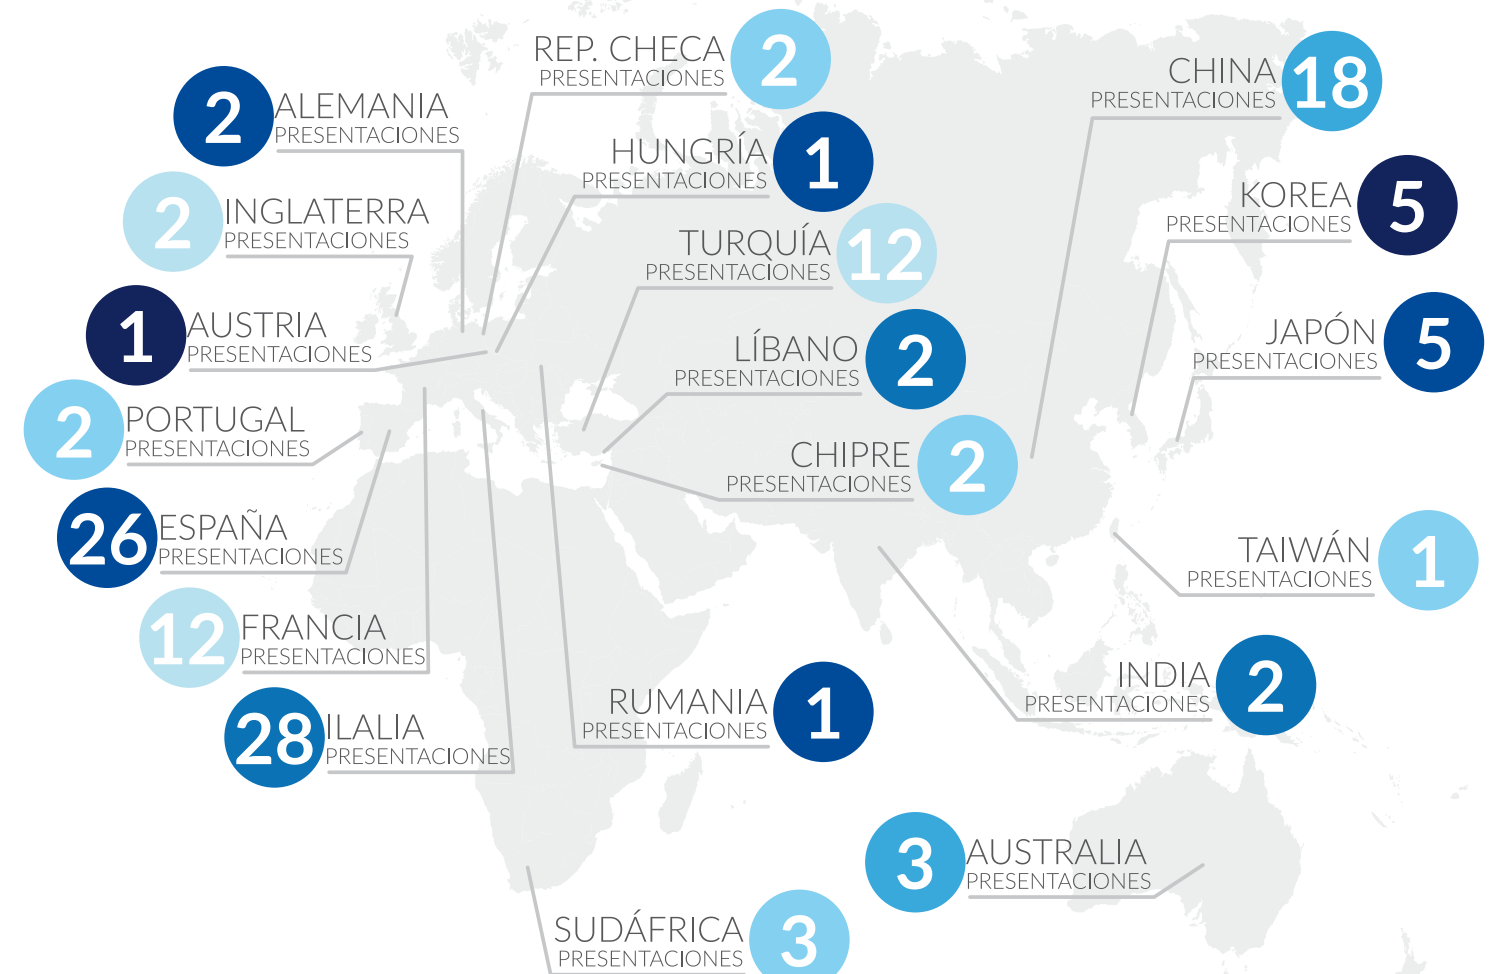 2
ALEMANIA
PRESENTACIONES
2
INGLATERRA
PRESENTACIONES
1
AUSTRIA
PRESENTACIONES
2
PORTUGAL
PRESENTACIONES
26
ESPAÑA
PRESENTACIONES
12
FRANCIA
PRESENTACIONES
28
ILALIA
PRESENTACIONES
REP. CHECA
PRESENTACIONES
2
HUNGRÍA
PRESENTACIONES
1
TURQUÍA
PRESENTACIONES
12
LÍBANO
PRESENTACIONES
2
CHIPRE
PRESENTACIONES
2
RUMANIA
PRESENTACIONES
1
SUDÁFRICA
PRESENTACIONES
3
CHINA
PRESENTACIONES
18
KOREA
PRESENTACIONES
5
JAPÓN
PRESENTACIONES
5
TAIWÁN
PRESENTACIONES
1
INDIA
PRESENTACIONES
2
3
AUSTRALIA
PRESENTACIONES